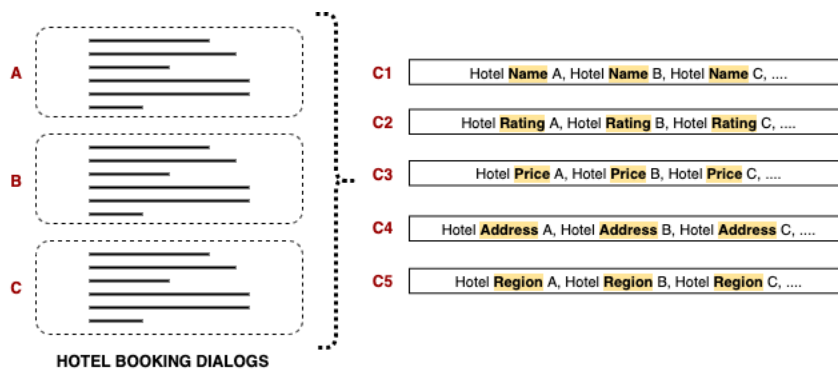 A
B
C
HOTEL BOOKING DIALOGS
C1 Hotel Name A, Hotel Name B, Hotel Name C, ....
C2 Hotel Rating A, Hotel Rating B, Hotel Rating C, ....
C3 Hotel Price A, Hotel Price B, Hotel Price C, ....
C4 Hotel Address A, Hotel Address B, Hotel Address C, ....
C5 Hotel Region A, Hotel Region B, Hotel Region C, ....